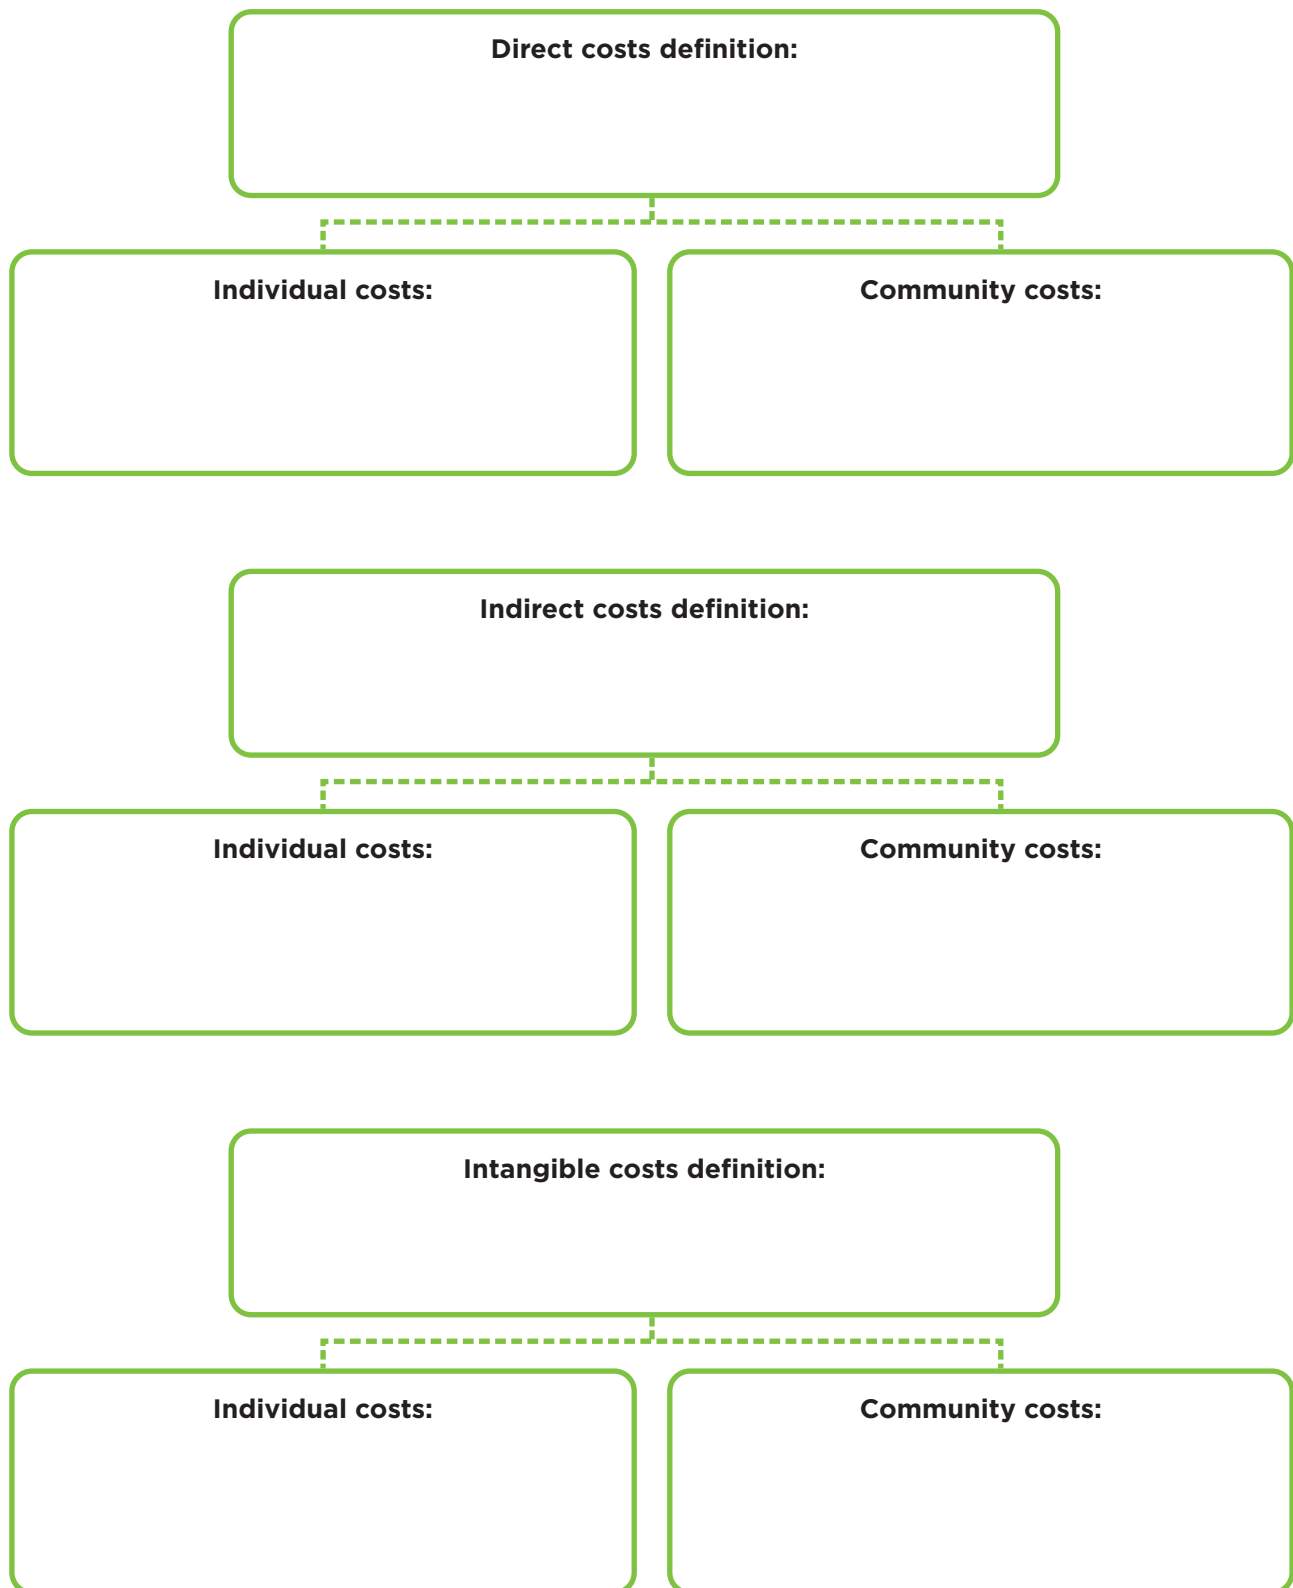 Direct costs definition:
Individual costs:
Community costs:
Indirect costs definition:
Individual costs:
Community costs:
Intangible costs definition:
Individual costs:
Community costs: